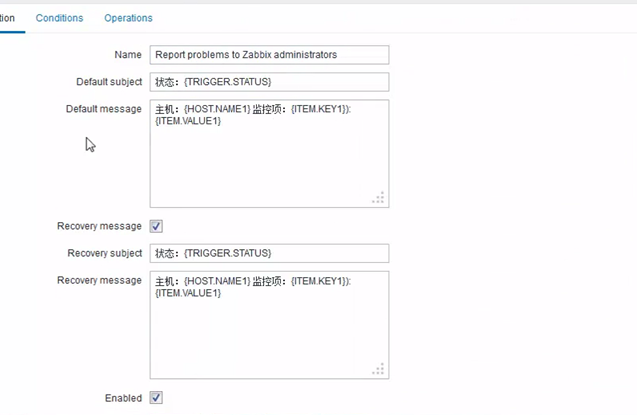 tion Conditions Operations
Name Report problems to Zabbix administrators
Default subject 状态：{TRIGGER.STATUS}
Default message 主机：{HOST.NAME1} 监控项：{ITEM.KEY1}):
{ITEM.VALUE1}
Recovery message
Recovery subject 状态：{TRIGGER.STATUS}
Recovery message 主机：{HOST.NAME1} 监控项：{ITEM.KEY1}):
{ITEM.VALUE1}
Enabled